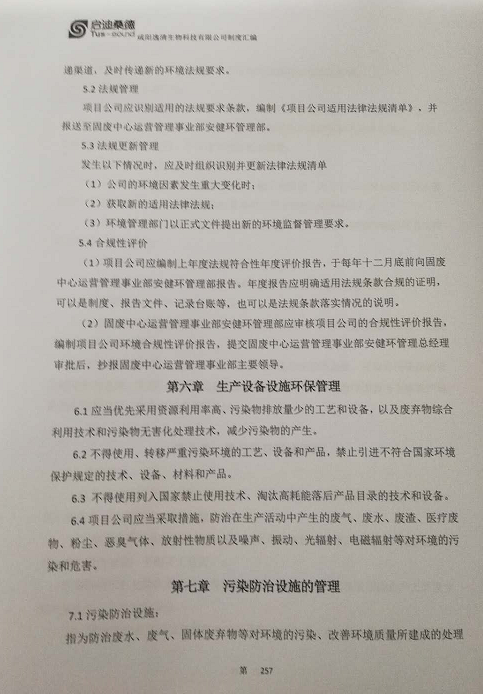 启迪桑德
Tus-sound 咸阳逸清生物科技有限公司制度汇编
递渠道，及时传递新的环境法规要求。
5.2 法规管理
项目公司应识别适用的法规要求条款，编制《项目公司适用法律法规清单》，并
报送至固废中心运营管理事业部安健环管理部。
5.3 法规更新管理
发生以下情况时，应及时组织识别并更新法律法规清单
（1）公司的环境因素发生重大变化时；
（2）获取新的适用法律法规；
（3）环境管理部门以正式文件提出新的环境监督管理要求。
5.4 合规性评价
（1）项目公司应编制上年度法规符合性年度评价报告，于每年十二月底前向固废
中心运营管理事业部安健环管理部报告。年度报告应明确适用法规条款合规的证明，
可以是制度、报告文件、记录台账等，也可以是法规条款落实情况的说明。
（2）固废中心运营管理事业部安健环管理部应审核项目公司的合规性评价报告，
编制项目公司环境合规性评价报告，提交固废中心运营管理事业部安健环管理总经理
审批后，抄报固废中心运营管理事业部主要领导。
第六章 生产设备设施环保管理
6.1 应当优先采用资源利用率高、污染物排放量少的工艺和设备，以及废弃物综合
利用技术和污染物无害化处理技术，减少污染物的产生。
6.2 不得使用、转移严重污染环境的工艺、设备和产品，禁止引进不符合国家环境
保护规定的技术、设备、材料和产品。
6.3 不得使用列入国家禁止使用技术、淘汰高耗能落后产品目录的技术和设备。
6.4 项目公司应当采取措施，防治在生产活动中产生的废气、废水、废渣、医疗废
物、粉尘、恶臭气体、放射性物质以及噪声、振动、光辐射、电磁辐射等对环境的污
染和危害。
第七章 污染防治设施的管理
7.1 污染防治设施：
指为防治废水、废气、固体废弃物等对环境的污染、改善环境质量所建成的处理
第 257